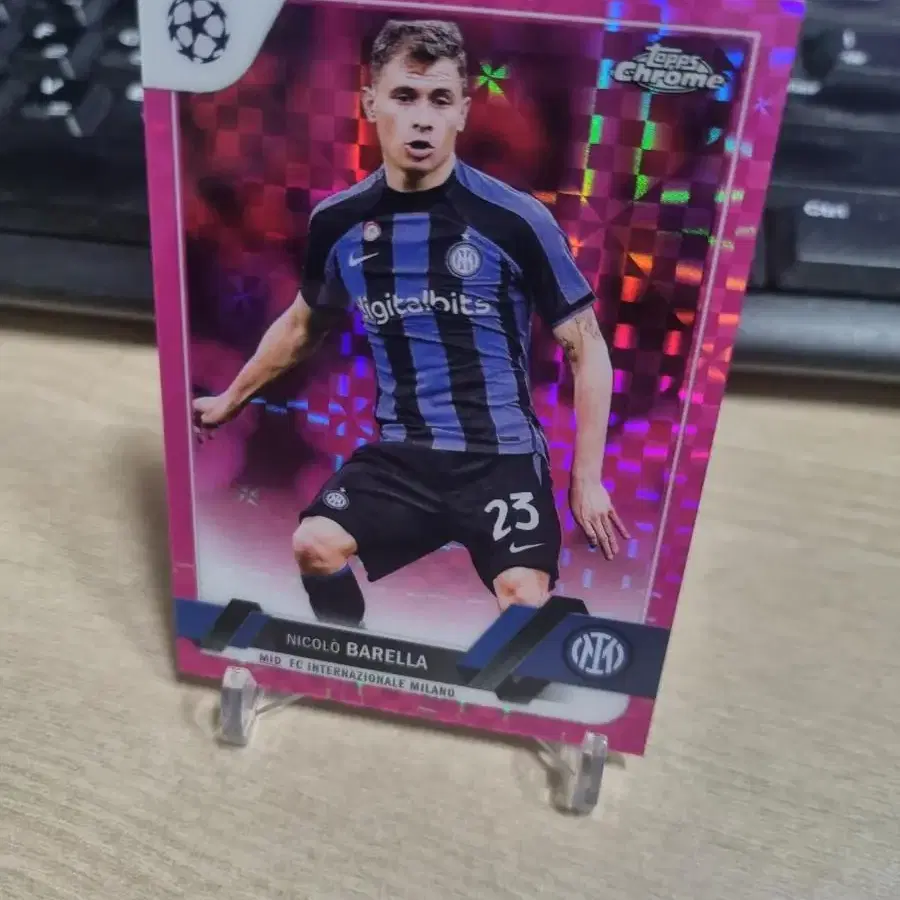 Topps
Chrome
Ctrl
digitalbits
23
NICOLÒ BARELLA
MID FC INTERNAZIONALE MILANO